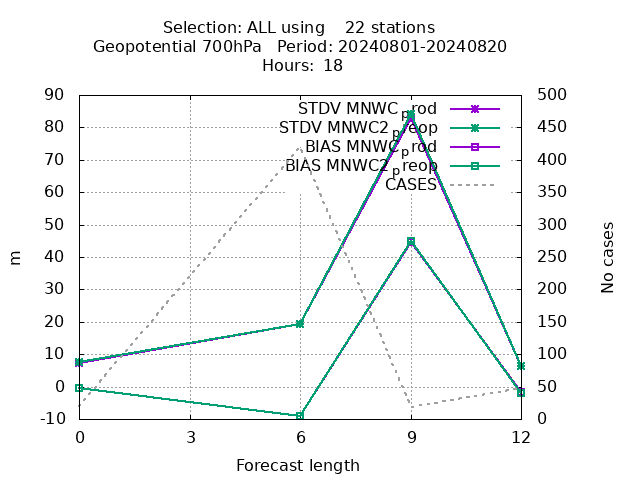 Selection: ALL using 22 stations
Geopotential 700hPa Period: 20240801-20240820
Hours: 18
90 500
80 450
70 400
60 350
50 300
40 250
30 200
20 150
10 100
0 50
-10 0
STDV MNWC_prod
STDV MNWC2_preop
BIAS MNWC_prod
BIAS MNWC2_preop
CASES
m
No cases
0 3 6 9 12
Forecast length